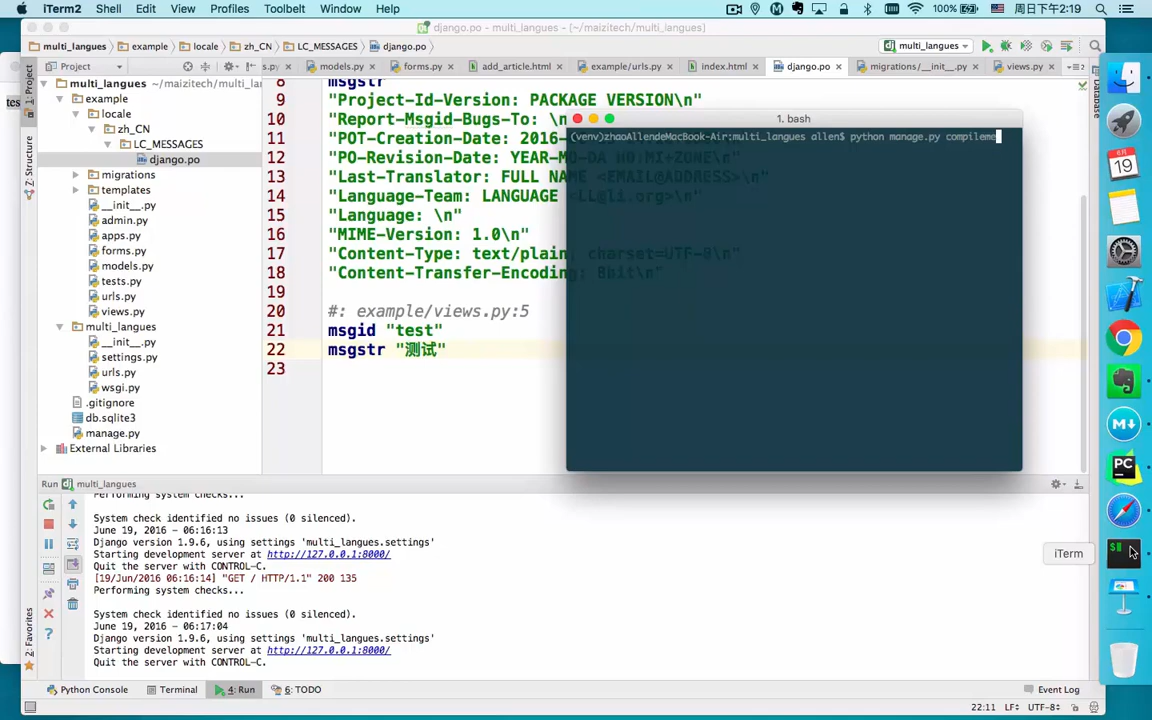 iTerm2 Shell Edit View Profiles Toolbelt Window Help
100% 周日下午2:19
django.po - multi_langues - [~/maizitech/multi_langues]
multi_langues example locale zh_CN LC_MESSAGES django.po
multi_langues
Project
s.py models.py forms.py add_article.html example/urls.py index.html django.po migrations/__init__.py views.py
1: Project
Z: Structure
2: Favorites
Database
multi_langues ~/maizitech/multi_lan
example
locale
zh_CN
LC_MESSAGES
django.po
migrations
templates
__init__.py
admin.py
apps.py
forms.py
models.py
tests.py
urls.py
views.py
multi_langues
__init__.py
settings.py
urls.py
wsgi.py
.gitignore
db.sqlite3
manage.py
External Libraries
8 msgstr ""
9 "Project-Id-Version: PACKAGE VERSION\n"
10 "Report-Msgid-Bugs-To: \n
11 "POT-Creation-Date: 2016-
12 "PO-Revision-Date: YEAR-MO-DA HO:MI+ZONE\n"
13 "Last-Translator: FULL NAME <EMAIL@ADDRESS>\n"
14 "Language-Team: LANGUAGE <LL@li.org>\n"
15 "Language: \n"
16 "MIME-Version: 1.0\n"
17 "Content-Type: text/plain; charset=UTF-8\n"
18 "Content-Transfer-Encoding: 8bit\n"
19
20 #: example/views.py:5
21 msgid "test"
22 msgstr "测试"
23
1. bash
(venv)zhaoAllendeMacBook-Air:multi_langues allen$ python manage.py compileme
tes
19
M
PC
iTerm
Run multi_langues
Performing system checks...
System check identified no issues (0 silenced).
June 19, 2016 - 06:16:13
Django version 1.9.6, using settings 'multi_langues.settings'
Starting development server at http://127.0.0.1:8000/
Quit the server with CONTROL-C.
[19/Jun/2016 06:16:14] "GET / HTTP/1.1" 200 135
Performing system checks...
System check identified no issues (0 silenced).
June 19, 2016 - 06:17:04
Django version 1.9.6, using settings 'multi_langues.settings'
Starting development server at http://127.0.0.1:8000/
Quit the server with CONTROL-C.
Python Console Terminal 4: Run 6: TODO Event Log
22:11 LF UTF-8